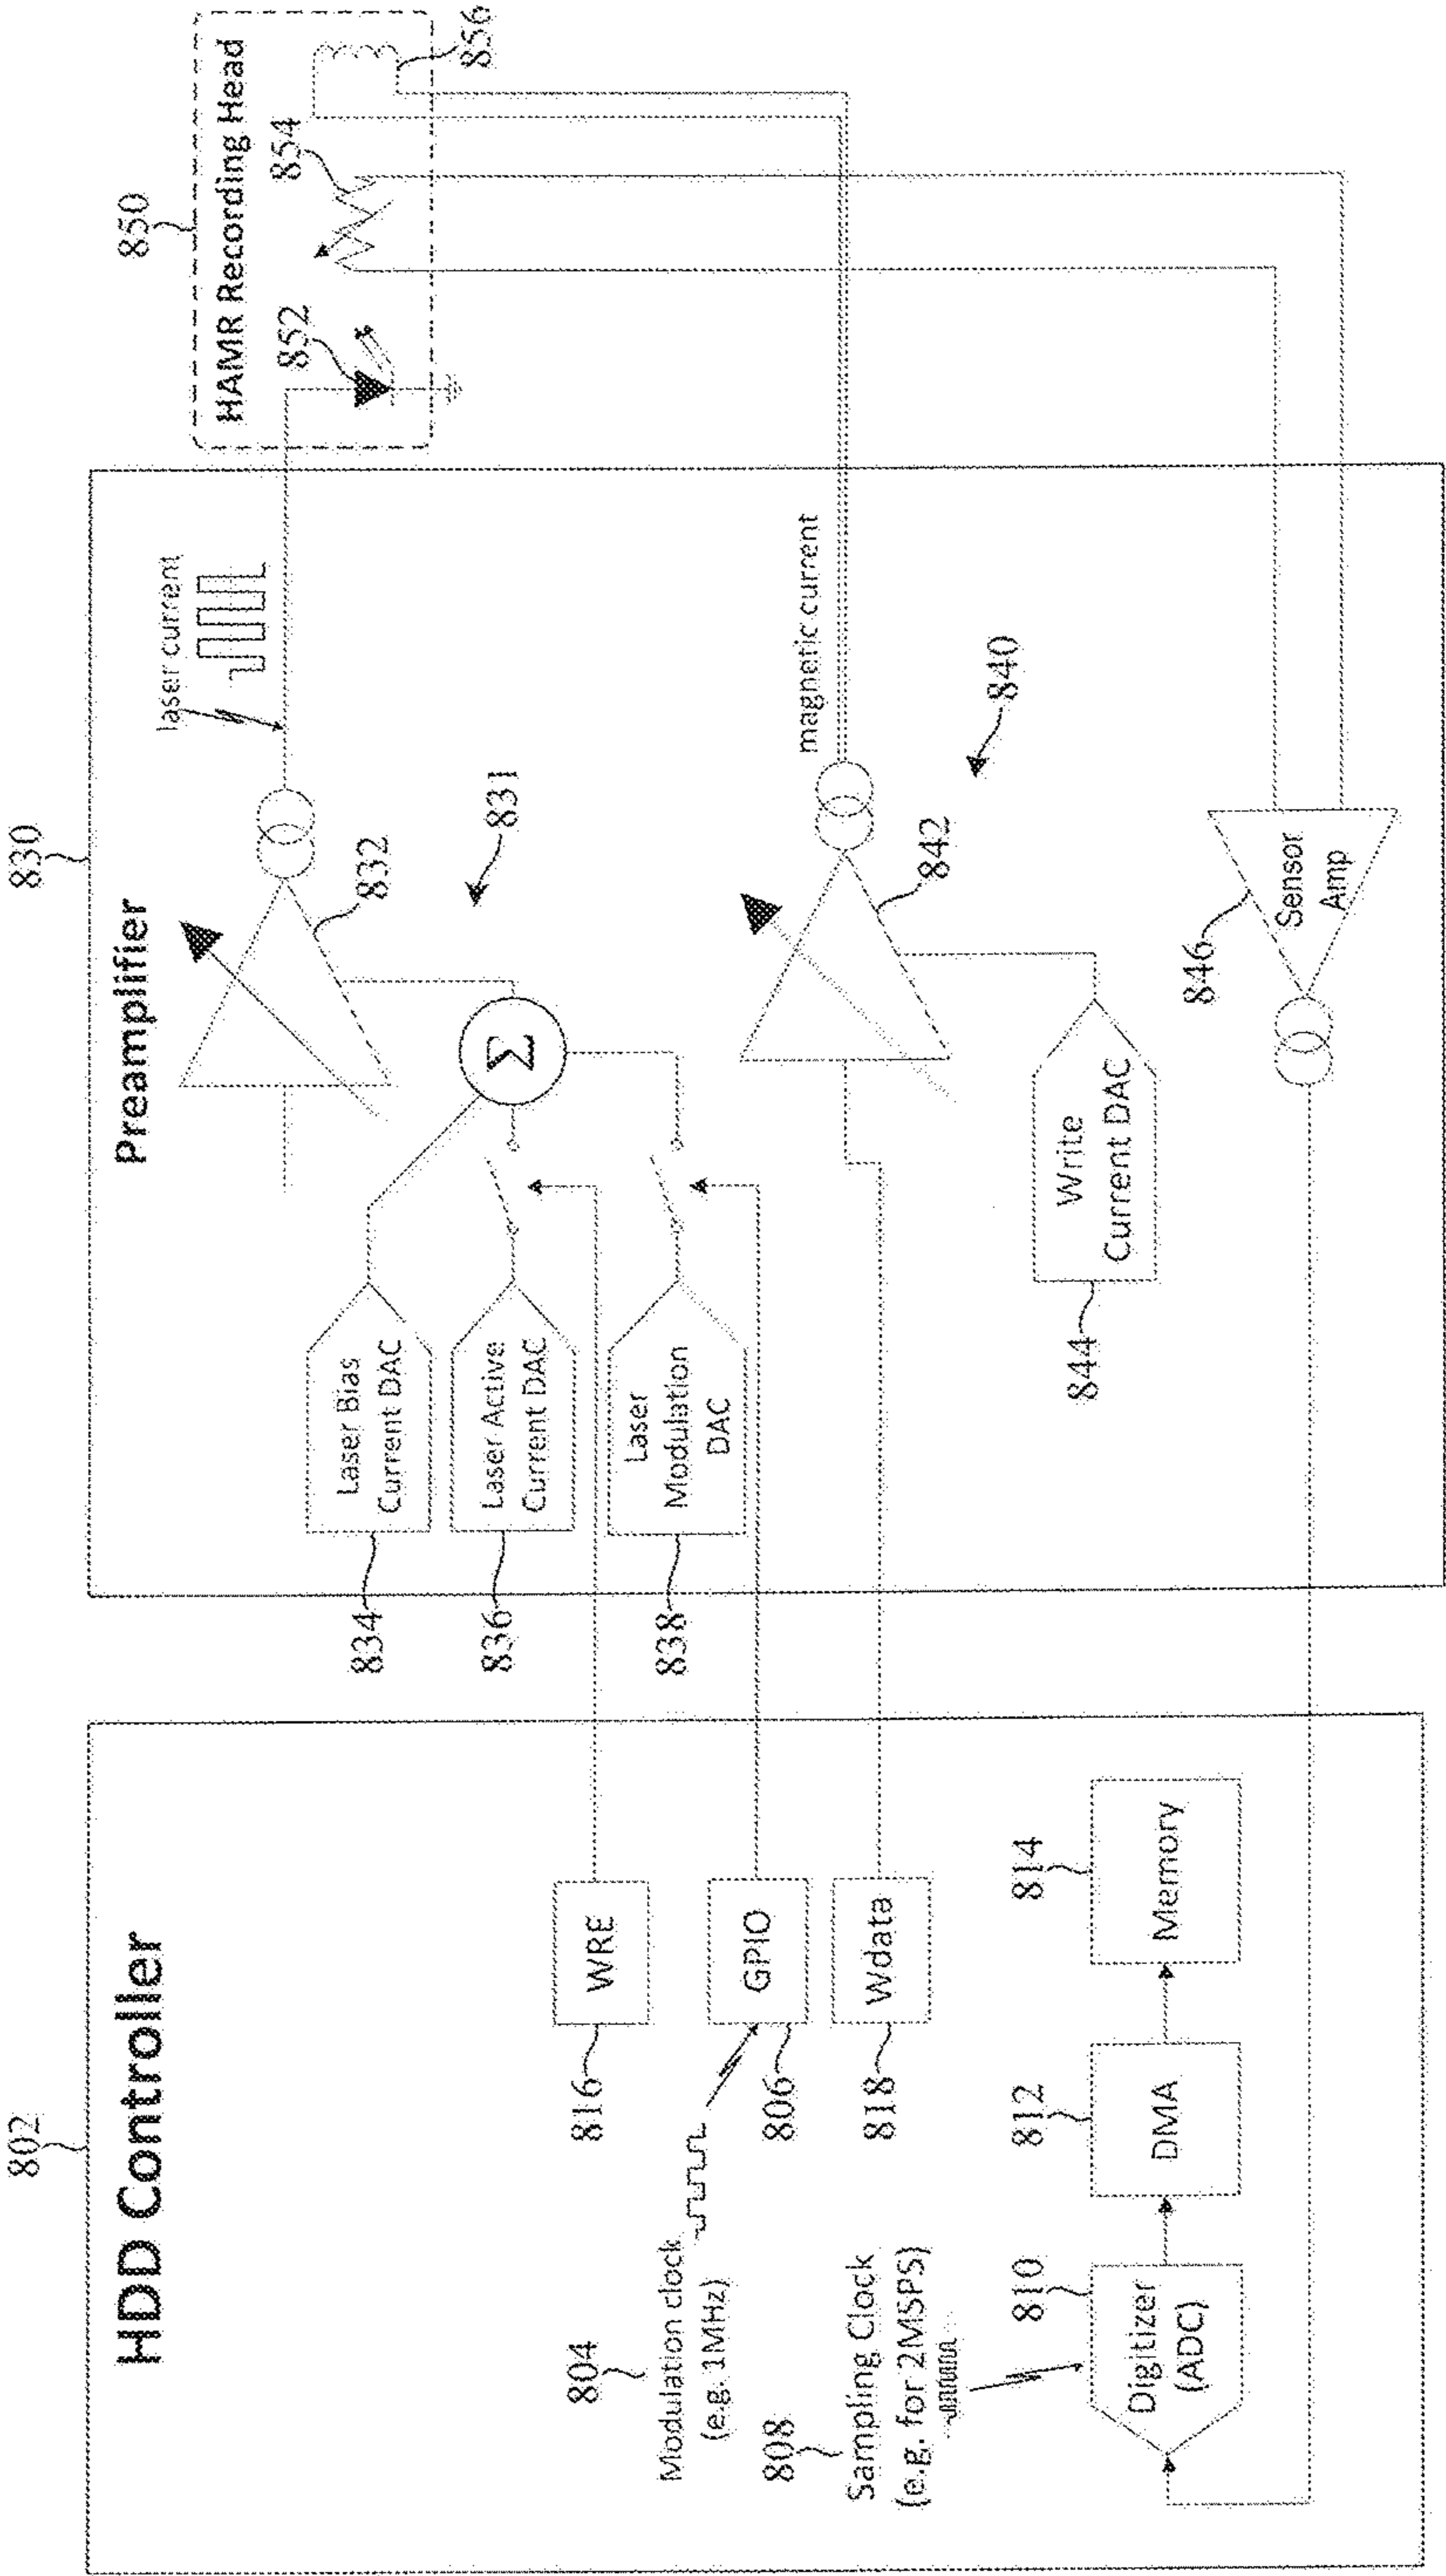 802
HDD Controller
816
WRE
804
Modulation clock
(e.g. 1MHz)
GPIO
806
808
Sampling Clock
(e.g. for 2MSPS)
Wdata
818
810
Digitizer
(ADC)
812
DMA
814
Memory
830
Preamplifier
834
Laser Bias
Current DAC
836
Laser Active
Current DAC
838
Laser
Modulation
DAC
Σ
832
831
laser current
magnetic current
842
840
844
Write
Current DAC
846
Sensor
Amp
850
HAMR Recording Head
852
854
856